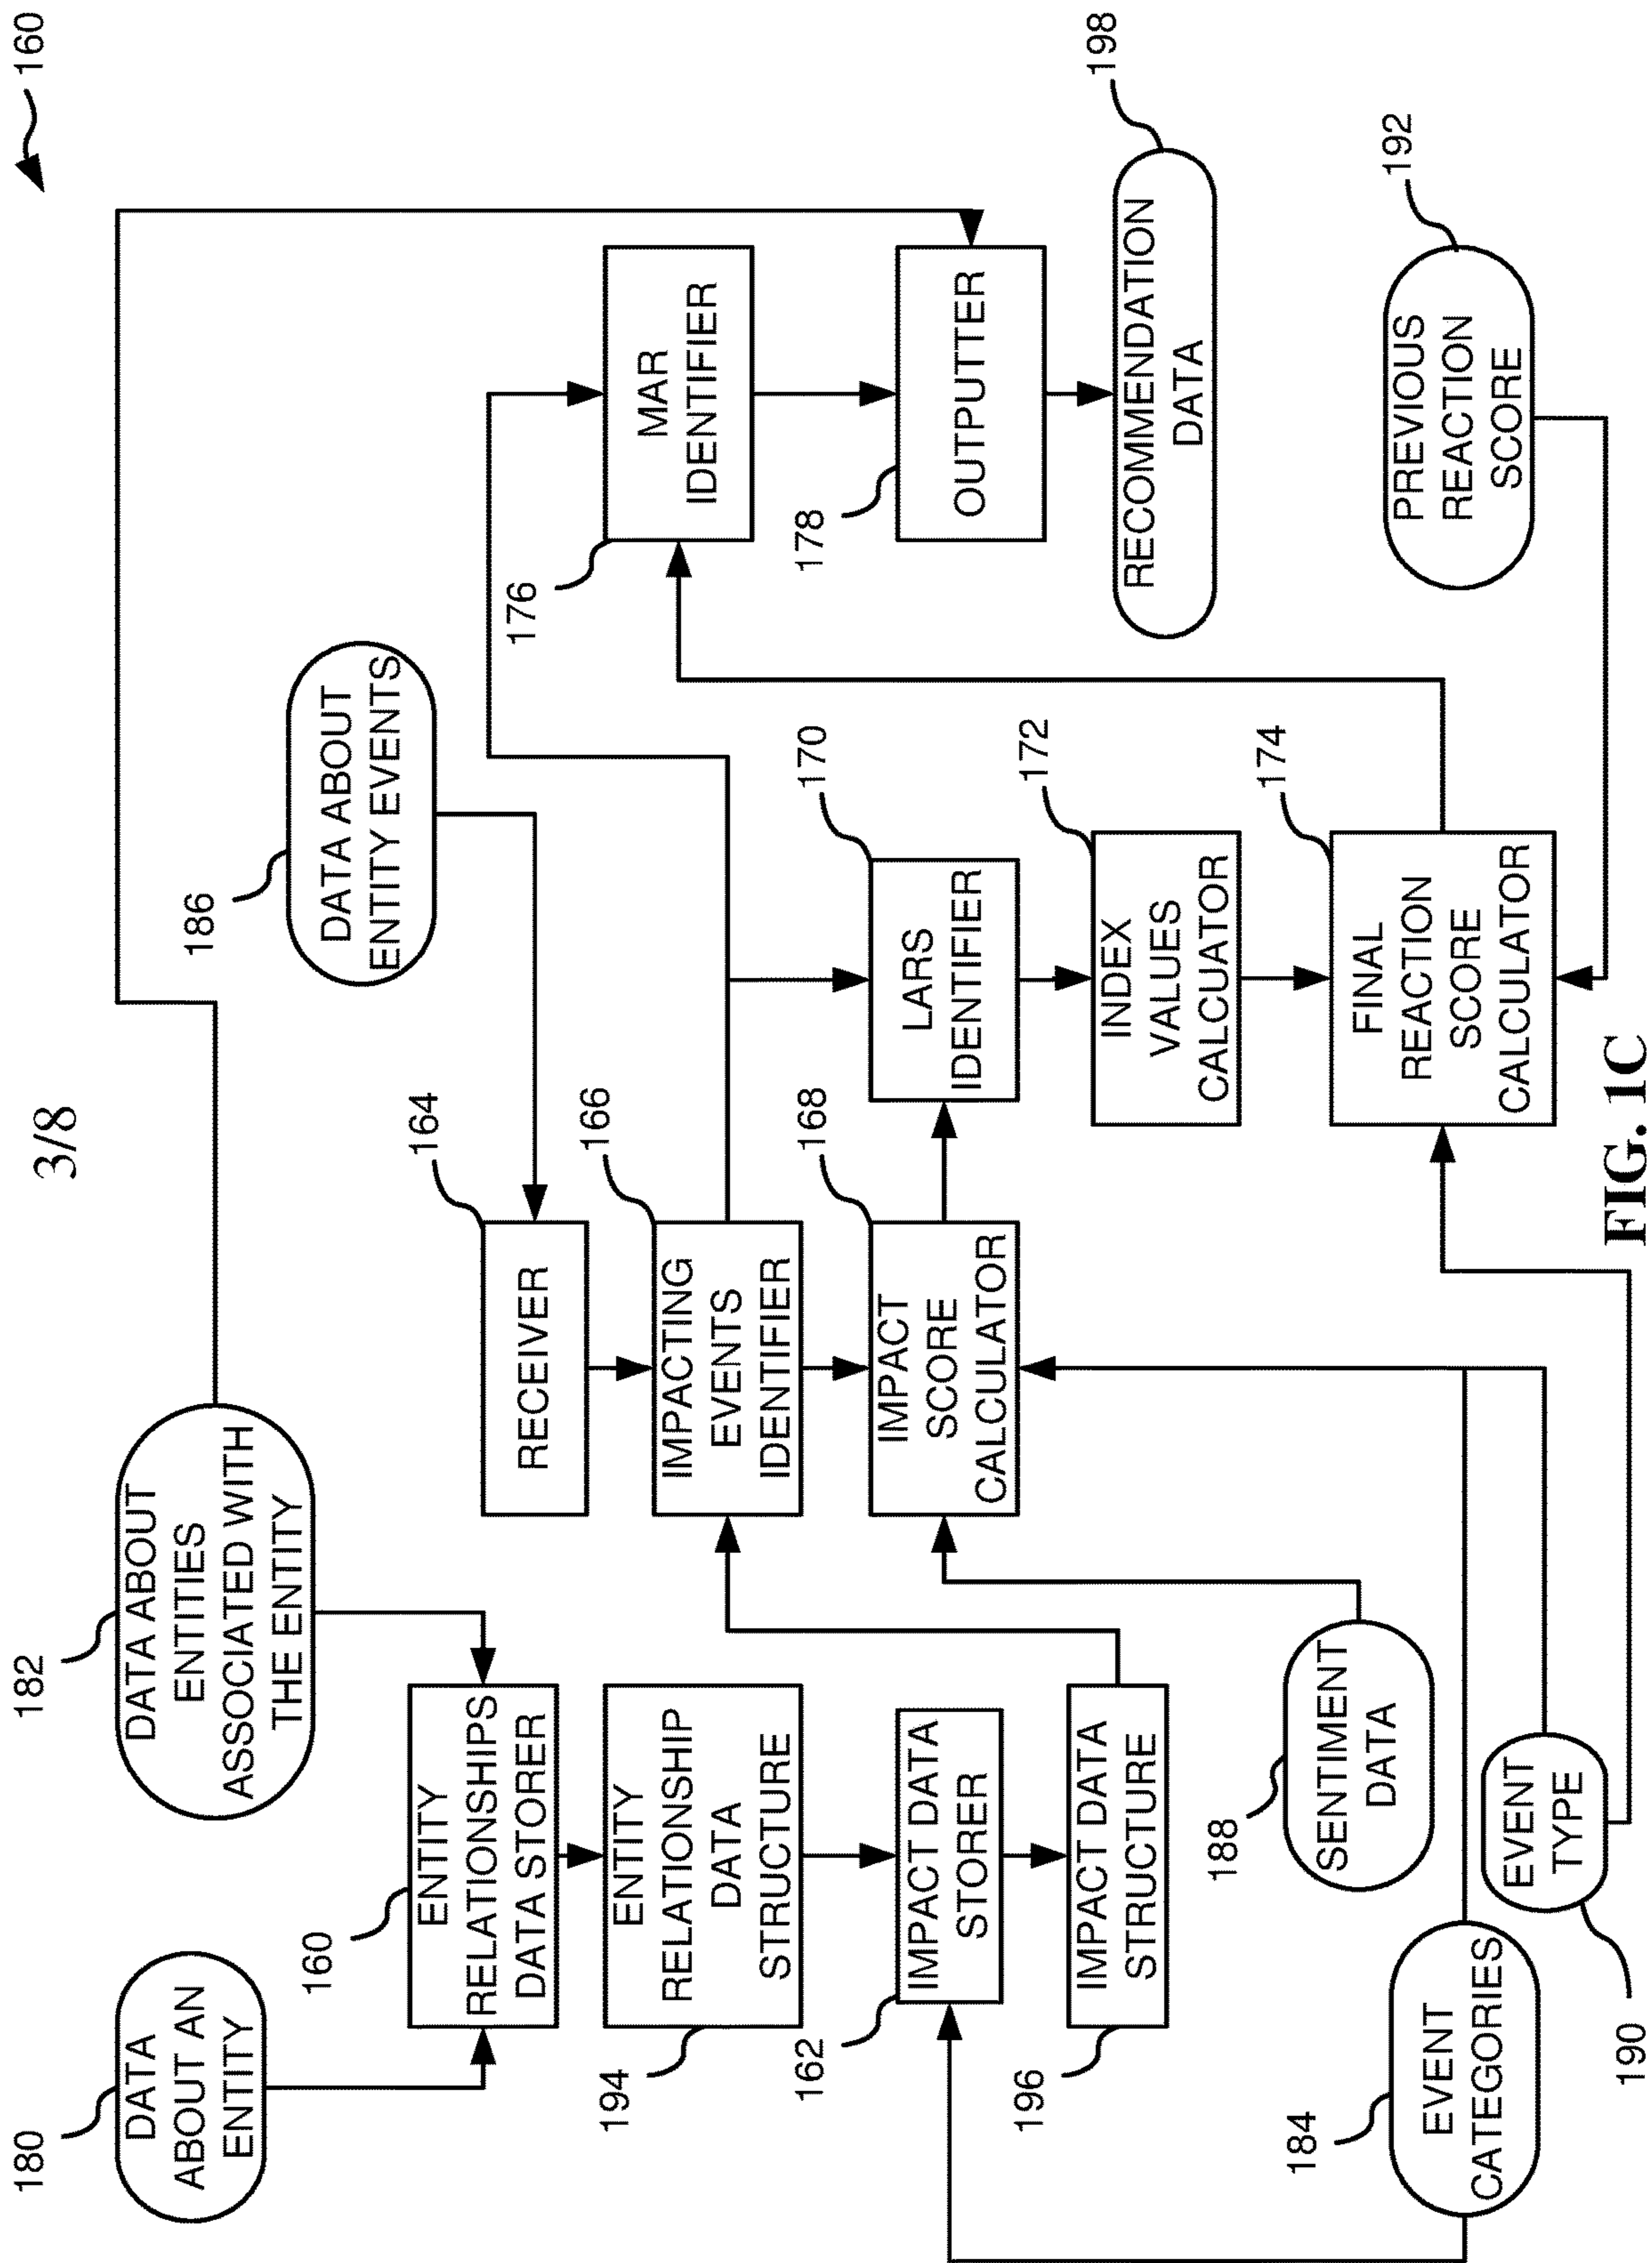 3/8
160
180
DATA
ABOUT AN
ENTITY
182
DATA ABOUT
ENTITIES
ASSOCIATED WITH
THE ENTITY
186
DATA ABOUT
ENTITY EVENTS
160
ENTITY
RELATIONSHIPS
DATA STORER
164
RECEIVER
194
ENTITY
RELATIONSHIP
DATA
STRUCTURE
166
IMPACTING
EVENTS
IDENTIFIER
176
MAR
IDENTIFIER
162
IMPACT DATA
STORER
168
IMPACT
SCORE
CALCULATOR
170
LARS
IDENTIFIER
178
OUTPUTTER
196
IMPACT DATA
STRUCTURE
172
INDEX
VALUES
CALCUATOR
198
RECOMMENDATION
DATA
188
SENTIMENT
DATA
174
FINAL
REACTION
SCORE
CALCULATOR
192
PREVIOUS
REACTION
SCORE
184
EVENT
CATEGORIES
190
EVENT
TYPE
FIG. 1C